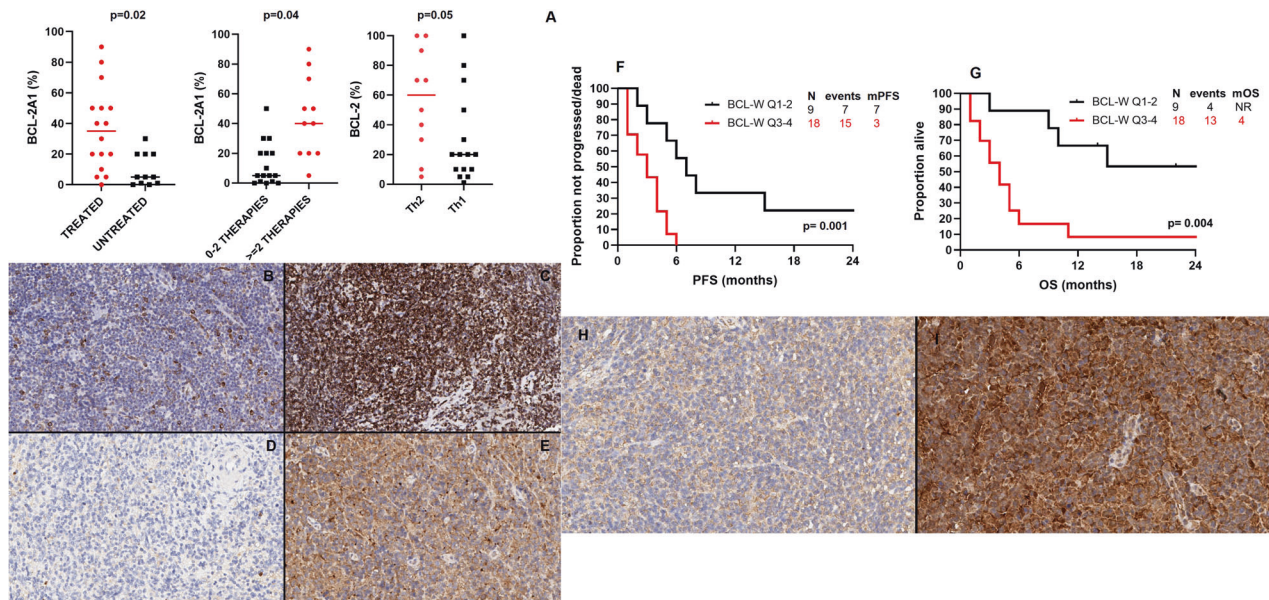 A
p=0.02
BCL-2A1 (%)
100
80
60
40
20
0
TREATED
UNTREATED
p=0.04
BCL-2A1 (%)
100
80
60
40
20
0
0-2 THERAPIES
>=2 THERAPIES
p=0.05
BCL-2 (%)
100
80
60
40
20
0
Th2
Th1
B
C
D
E
F
Proportion not progressed/dead
100
90
80
70
60
50
40
30
20
10
0
N events mPFS
BCL-W Q1-2 9 7 7
BCL-W Q3-4 18 15 3
p= 0.001
0 6 12 18 24
PFS (months)
G
Proportion alive
100
90
80
70
60
50
40
30
20
10
0
N events mOS
BCL-W Q1-2 9 4 NR
BCL-W Q3-4 18 13 4
p= 0.004
0 6 12 18 24
OS (months)
H
I